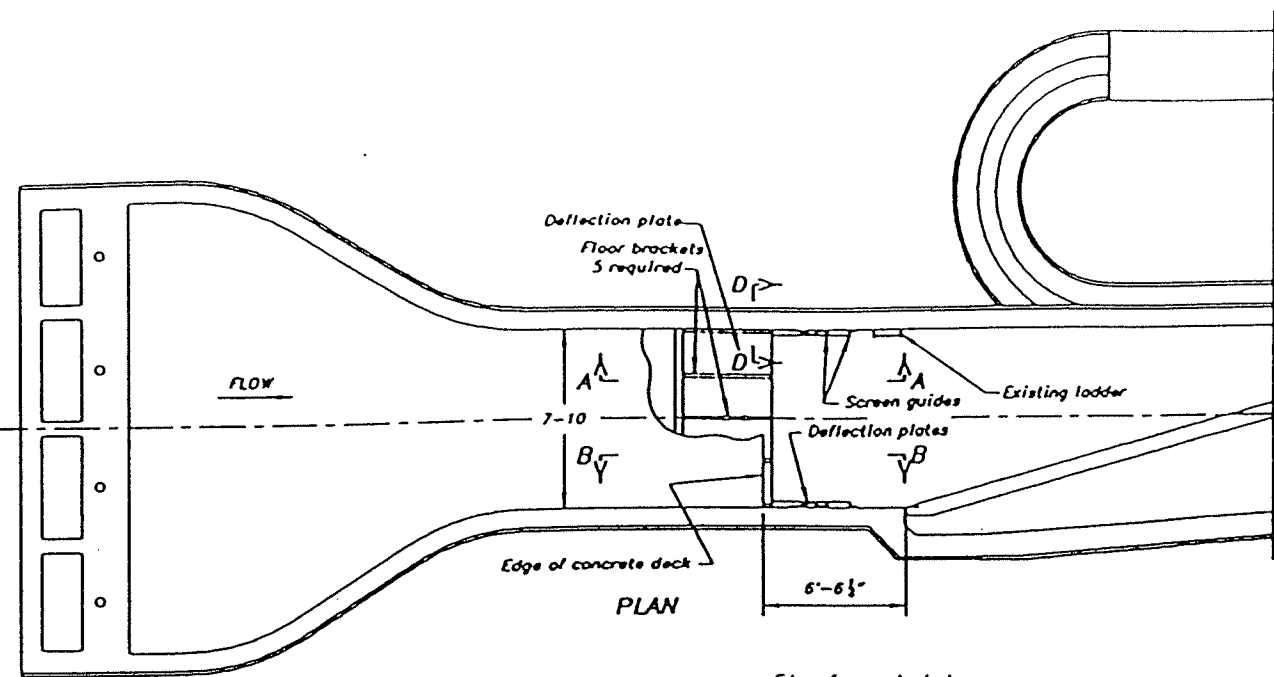 Deflection plate
Floor brackets
5 required
D
D
FLOW
A
A
Existing ladder
Screen guides
7-10
Deflection plates
B
B
Edge of concrete deck
6'-6½"
PLAN